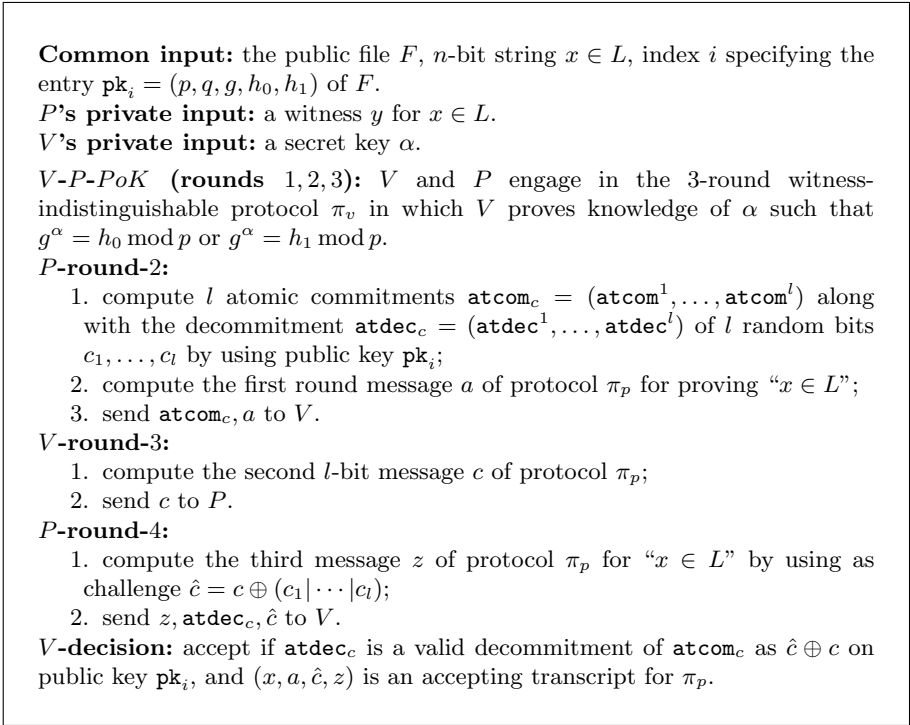 Common input: the public file F, n-bit string x ∈ L, index i specifying the
entry pk_i = (p, q, g, h_0, h_1) of F.
P's private input: a witness y for x ∈ L.
V's private input: a secret key α.
V-P-PoK (rounds 1, 2, 3): V and P engage in the 3-round witness-
indistinguishable protocol π_v in which V proves knowledge of α such that
g^α = h_0 mod p or g^α = h_1 mod p.
P-round-2:
1. compute l atomic commitments atcom_c = (atcom^1, . . . , atcom^l) along
with the decommitment atdec_c = (atdec^1, . . . , atdec^l) of l random bits
c_1, . . . , c_l by using public key pk_i;
2. compute the first round message a of protocol π_p for proving “x ∈ L”;
3. send atcom_c, a to V.
V-round-3:
1. compute the second l-bit message c of protocol π_p;
2. send c to P.
P-round-4:
1. compute the third message z of protocol π_p for “x ∈ L” by using as
challenge ĉ = c ⊕ (c_1| · · · |c_l);
2. send z, atdec_c, ĉ to V.
V-decision: accept if atdec_c is a valid decommitment of atcom_c as ĉ ⊕ c on
public key pk_i, and (x, a, ĉ, z) is an accepting transcript for π_p.